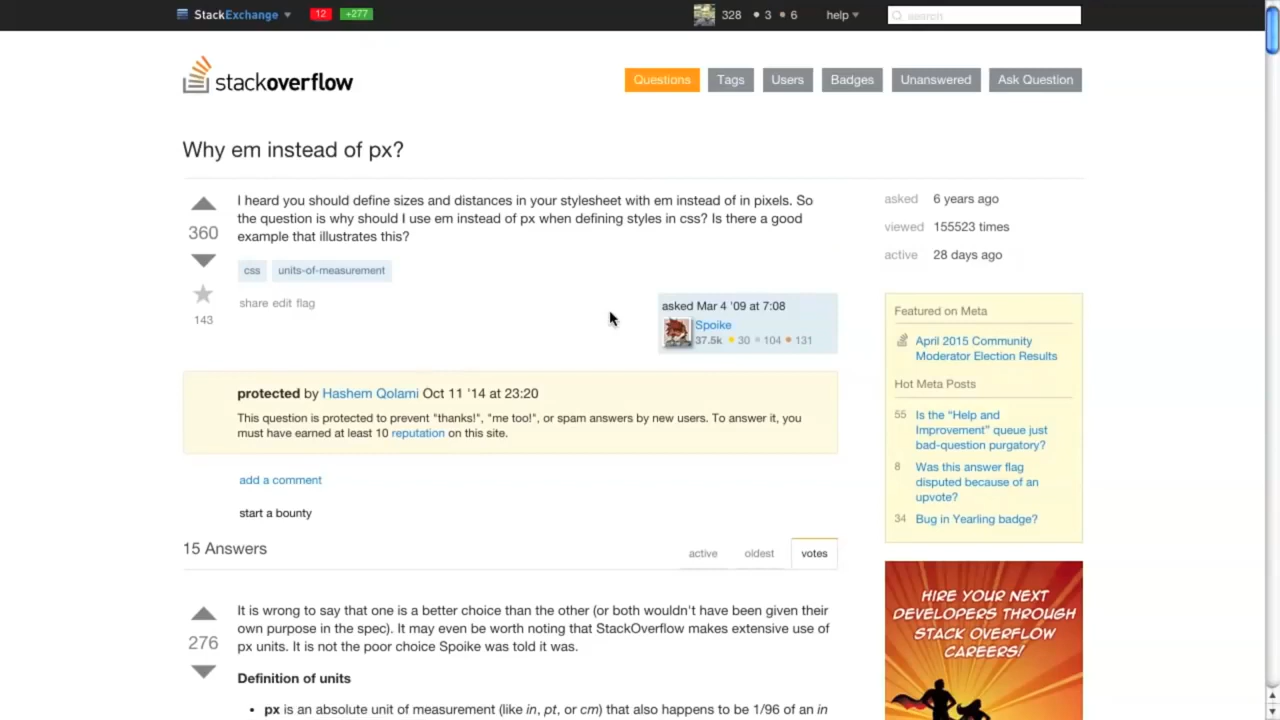 StackExchange 12 +277 328 3 6 help search
stackoverflow
Questions Tags Users Badges Unanswered Ask Question
Why em instead of px?
I heard you should define sizes and distances in your stylesheet with em instead of in pixels. So
the question is why should I use em instead of px when defining styles in css? Is there a good
example that illustrates this?
360
css units-of-measurement
share edit flag
143
asked Mar 4 '09 at 7:08
Spoike
37.5k 30 104 131
protected by Hashem Qolami Oct 11 '14 at 23:20
This question is protected to prevent "thanks!", "me too!", or spam answers by new users. To answer it, you
must have earned at least 10 reputation on this site.
add a comment
start a bounty
15 Answers
active oldest votes
It is wrong to say that one is a better choice than the other (or both wouldn't have been given their
own purpose in the spec). It may even be worth noting that StackOverflow makes extensive use of
px units. It is not the poor choice Spoike was told it was.
276
Definition of units
• px is an absolute unit of measurement (like in, pt, or cm) that also happens to be 1/96 of an in
asked 6 years ago
viewed 155523 times
active 28 days ago
Featured on Meta
April 2015 Community
Moderator Election Results
Hot Meta Posts
55 Is the “Help and
Improvement” queue just
bad-question purgatory?
8 Was this answer flag
disputed because of an
upvote?
34 Bug in Yearling badge?
HIRE YOUR NEXT
DEVELOPERS THROUGH
STACK OVERFLOW
CAREERS!